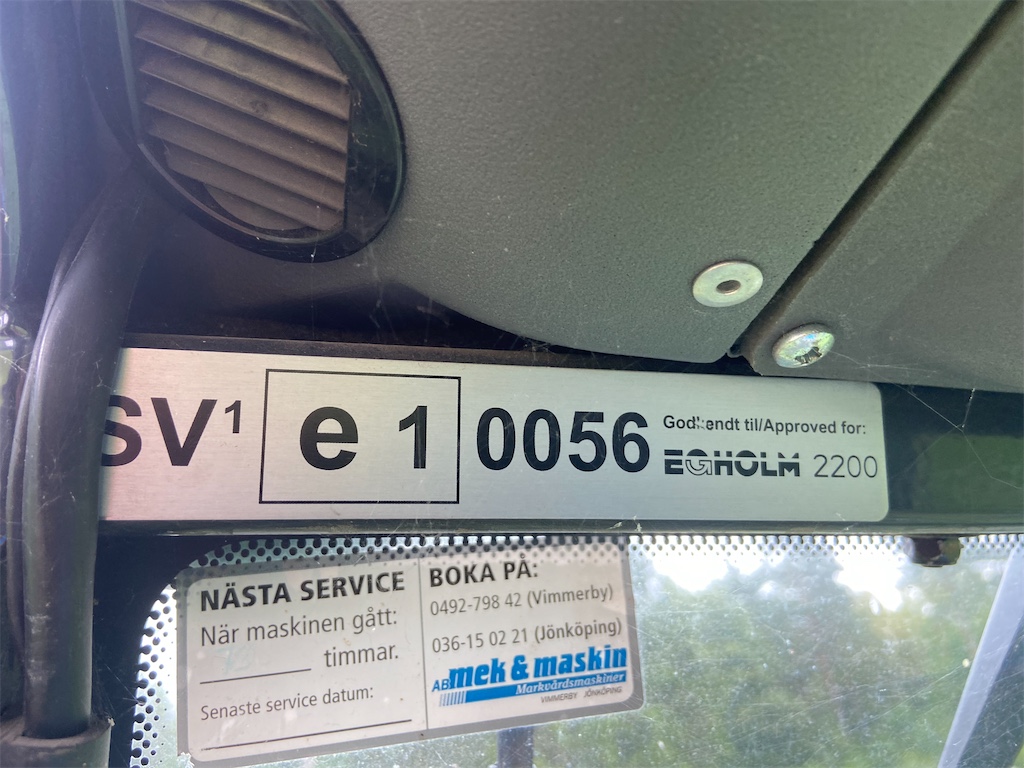 SV¹ e 1 0056
Godkendt til/Approved for:
EGHOLM 2200
NÄSTA SERVICE
När maskinen gått:
timmar.
Senaste service datum:
BOKA PÅ:
0492-798 42 (Vimmerby)
036-15 02 21 (Jönköping)
AB mek & maskin
Markvårdsmaskiner
VIMMERBY JÖNKÖPING